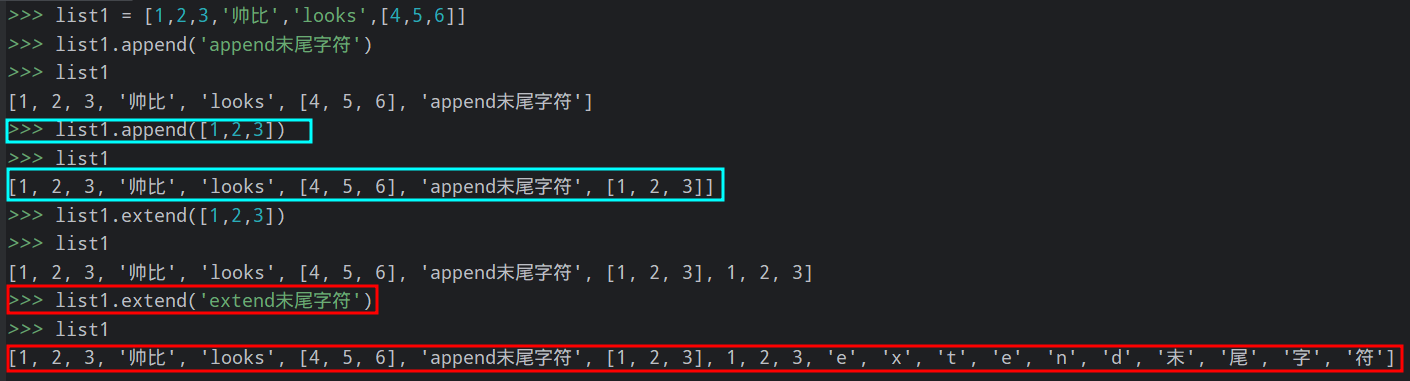 >>> list1 = [1,2,3,'帅比','looks',[4,5,6]]
>>> list1.append('append末尾字符')
>>> list1
[1, 2, 3, '帅比', 'looks', [4, 5, 6], 'append末尾字符']
>>> list1.append([1,2,3])
>>> list1
[1, 2, 3, '帅比', 'looks', [4, 5, 6], 'append末尾字符', [1, 2, 3]]
>>> list1.extend([1,2,3])
>>> list1
[1, 2, 3, '帅比', 'looks', [4, 5, 6], 'append末尾字符', [1, 2, 3], 1, 2, 3]
>>> list1.extend('extend末尾字符')
>>> list1
[1, 2, 3, '帅比', 'looks', [4, 5, 6], 'append末尾字符', [1, 2, 3], 1, 2, 3, 'e', 'x', 't', 'e', 'n', 'd', '末', '尾', '字', '符']